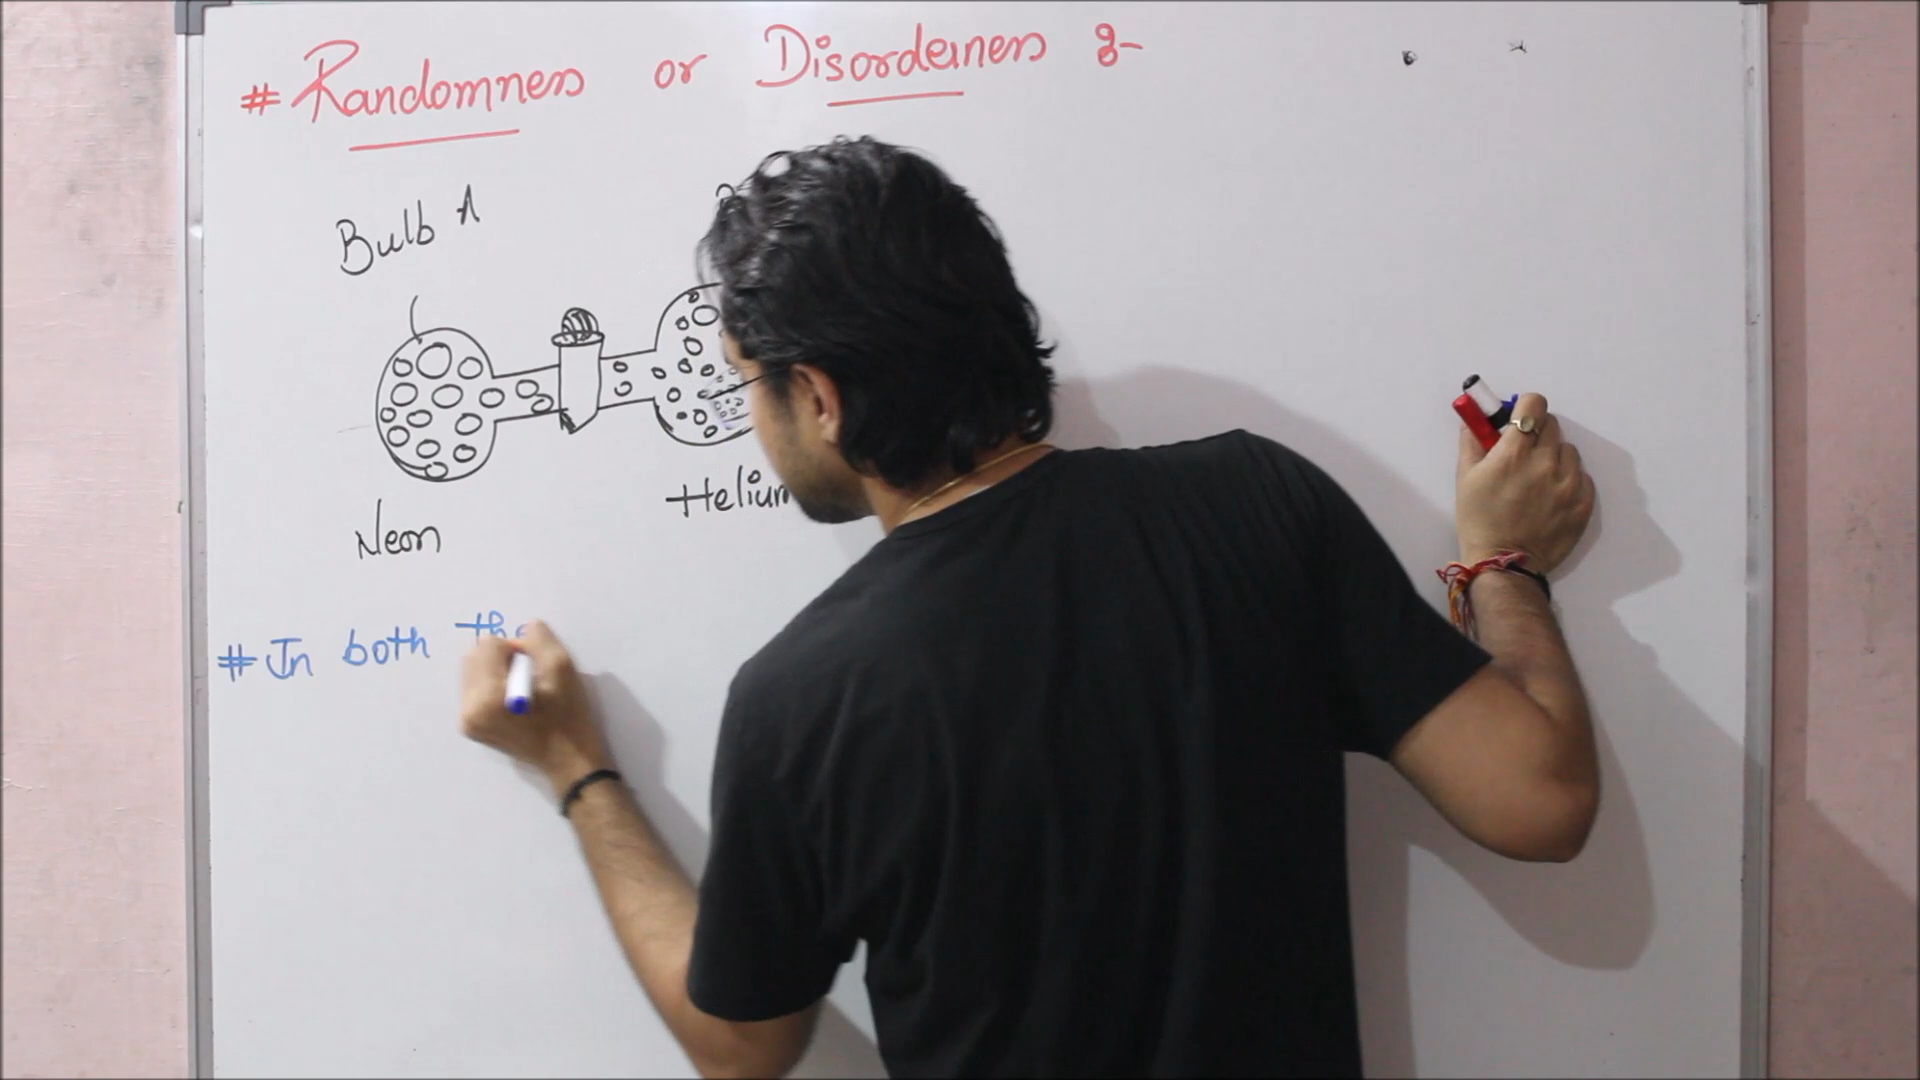 # Randomness or Disorderness :-
Bulb A
Neon
Helium
# In both the